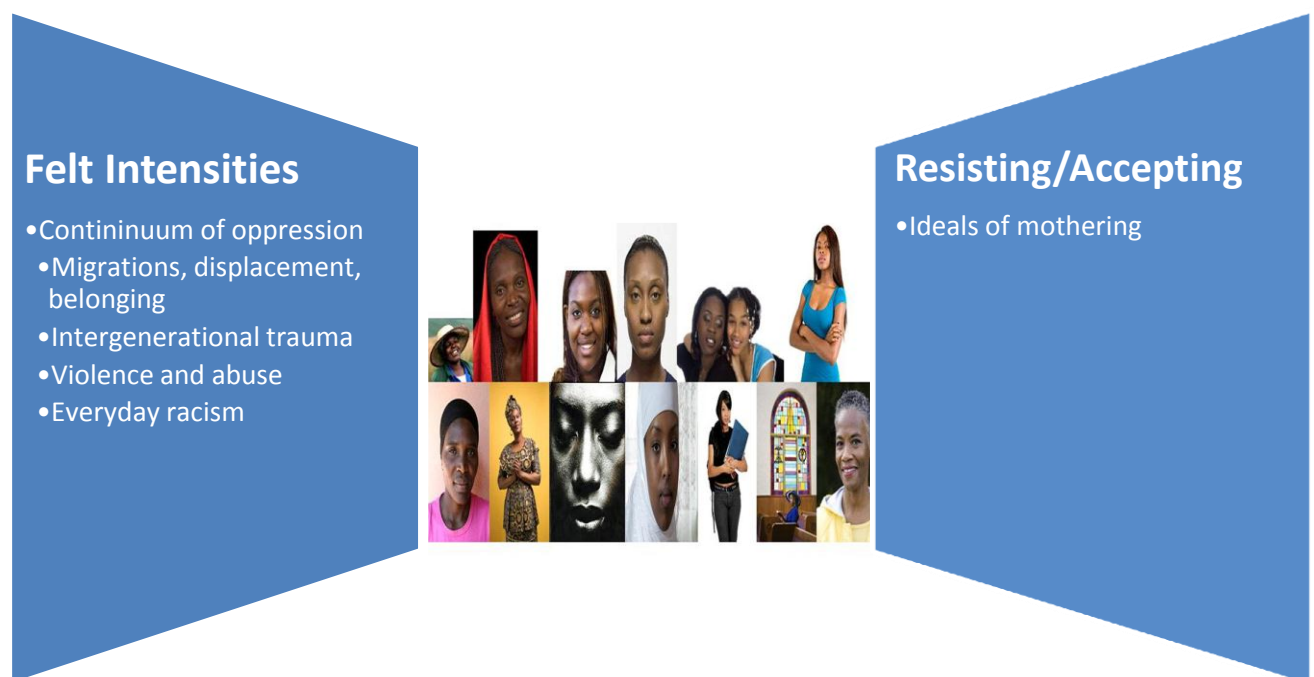 Felt Intensities
•Contininuum of oppression
•Migrations, displacement,
belonging
•Intergenerational trauma
•Violence and abuse
•Everyday racism
Resisting/Accepting
•Ideals of mothering